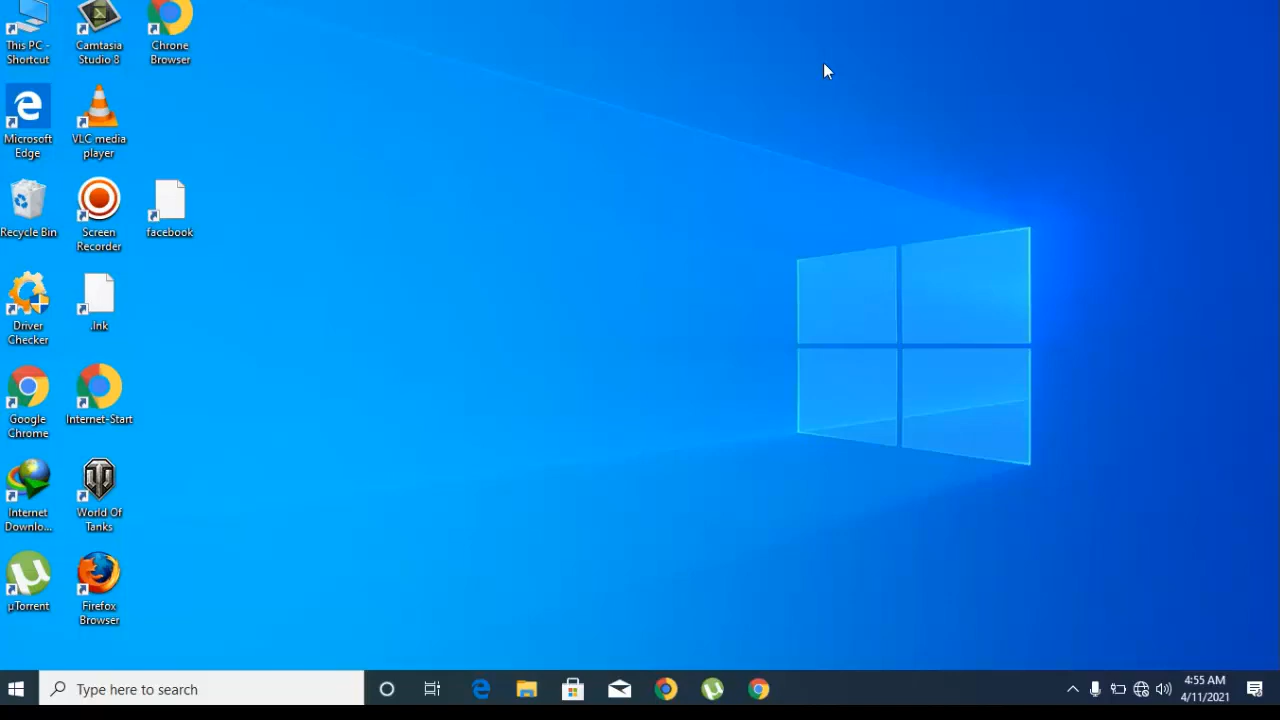 This PC -
Shortcut
Camtasia
Studio 8
Chrone
Browser
Microsoft
Edge
VLC media
player
Recycle Bin
Screen
Recorder
facebook
Driver
Checker
.lnk
Google
Chrome
Internet-Start
Internet
Downlo...
World Of
Tanks
µTorrent
Firefox
Browser
Type here to search
4:55 AM
4/11/2021